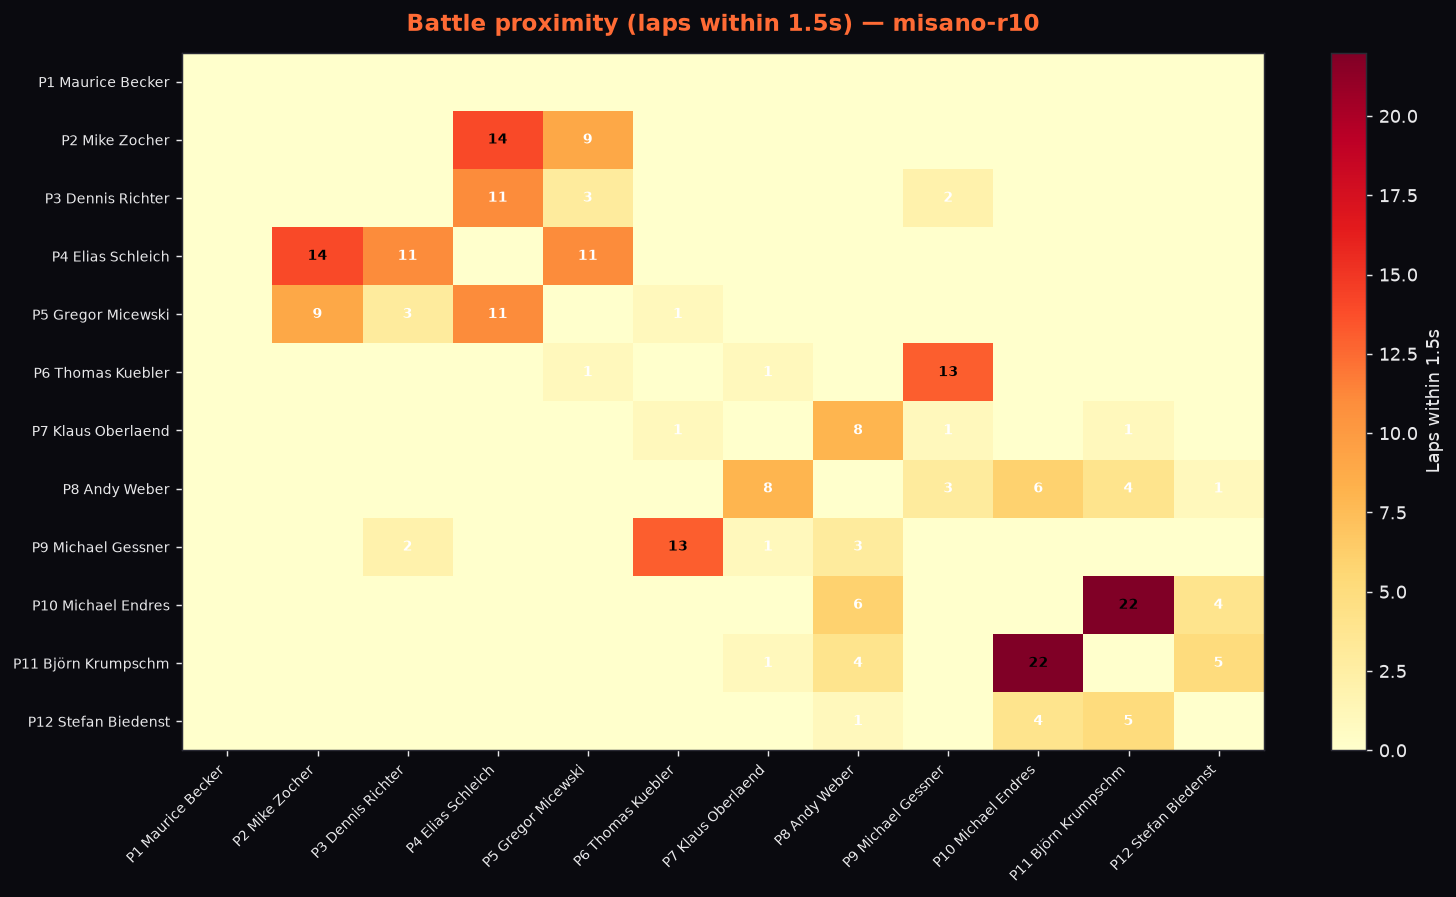 Battle proximity (laps within 1.5s) — misano-r10
P1 Maurice Becker
P2 Mike Zocher 14 9
P3 Dennis Richter 11 3 2
P4 Elias Schleich 14 11 11
P5 Gregor Micewski 9 3 11 1
P6 Thomas Kuebler 1 1 13
P7 Klaus Oberlaend 1 8 1 1
P8 Andy Weber 8 3 6 4 1
P9 Michael Gessner 2 13 1 3
P10 Michael Endres 6 22 4
P11 Björn Krumpschm 1 4 22 5
P12 Stefan Biedenst 1 4 5
P1 Maurice Becker
P2 Mike Zocher
P3 Dennis Richter
P4 Elias Schleich
P5 Gregor Micewski
P6 Thomas Kuebler
P7 Klaus Oberlaend
P8 Andy Weber
P9 Michael Gessner
P10 Michael Endres
P11 Björn Krumpschm
P12 Stefan Biedenst
20.0
17.5
15.0
12.5
10.0
7.5
5.0
2.5
0.0
Laps within 1.5s